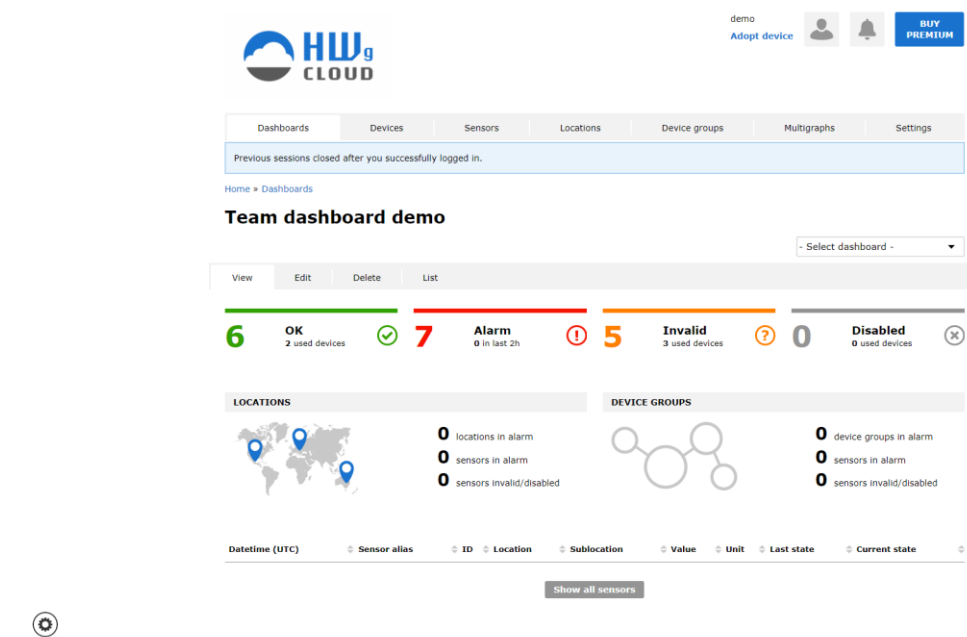 HWg
CLOUD
demo
Adopt device
BUY
PREMIUM
Dashboards Devices Sensors Locations Device groups Multigraphs Settings
Previous sessions closed after you successfully logged in.
Home » Dashboards
Team dashboard demo
- Select dashboard -
View Edit Delete List
6 OK 7 Alarm 5 Invalid 0 Disabled
2 used devices 0 in last 2h 3 used devices 0 used devices
LOCATIONS DEVICE GROUPS
0 locations in alarm 0 device groups in alarm
0 sensors in alarm 0 sensors in alarm
0 sensors invalid/disabled 0 sensors invalid/disabled
Datetime (UTC) Sensor alias ID Location Sublocation Value Unit Last state Current state
Show all sensors